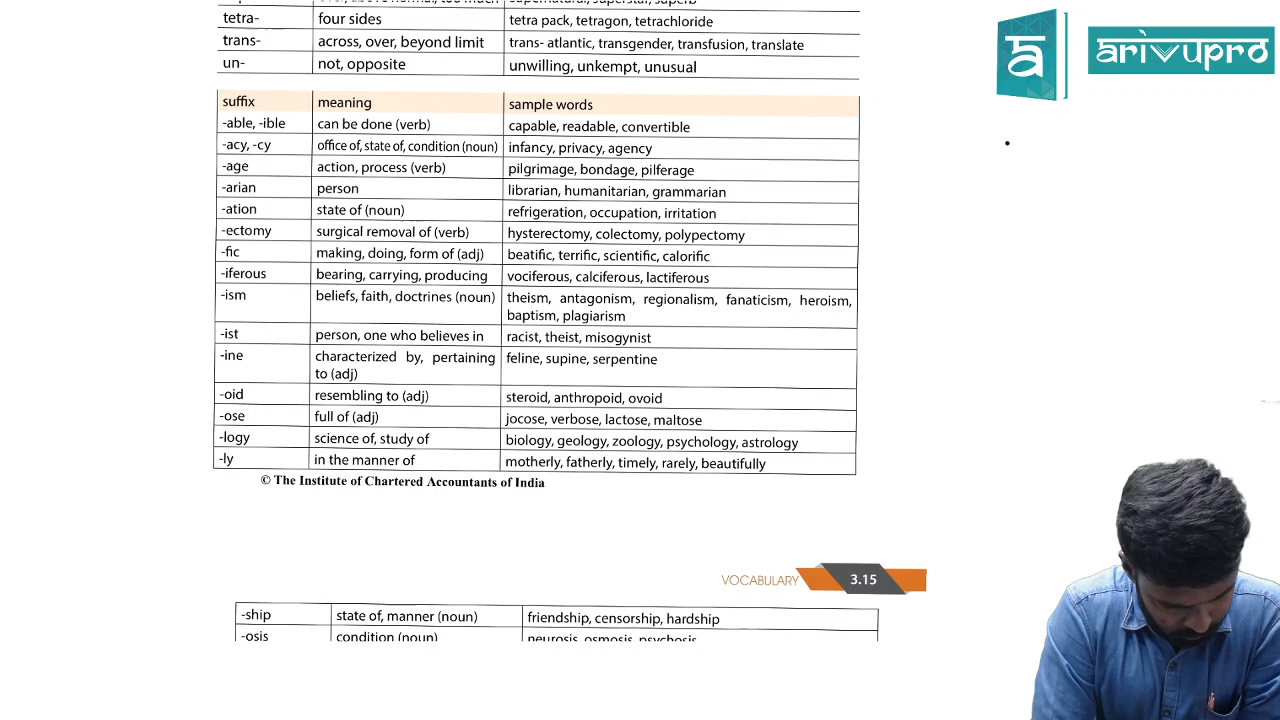 tetra- four sides tetra pack, tetragon, tetrachloride
trans- across, over, beyond limit trans- atlantic, transgender, transfusion, translate
un- not, opposite unwilling, unkempt, unusual
suffix meaning sample words
-able, -ible can be done (verb) capable, readable, convertible
-acy, -cy office of, state of, condition (noun) infancy, privacy, agency
-age action, process (verb) pilgrimage, bondage, pilferage
-arian person librarian, humanitarian, grammarian
-ation state of (noun) refrigeration, occupation, irritation
-ectomy surgical removal of (verb) hysterectomy, colectomy, polypectomy
-fic making, doing, form of (adj) beatific, terrific, scientific, calorific
-iferous bearing, carrying, producing vociferous, calciferous, lactiferous
-ism beliefs, faith, doctrines (noun) theism, antagonism, regionalism, fanaticism, heroism,
baptism, plagiarism
-ist person, one who believes in racist, theist, misogynist
-ine characterized by, pertaining feline, supine, serpentine
to (adj)
-oid resembling to (adj) steroid, anthropoid, ovoid
-ose full of (adj) jocose, verbose, lactose, maltose
-logy science of, study of biology, geology, zoology, psychology, astrology
-ly in the manner of motherly, fatherly, timely, rarely, beautifully
© The Institute of Chartered Accountants of India
VOCABULARY 3.15
-ship state of, manner (noun) friendship, censorship, hardship
-osis condition (noun) neurosis, osmosis, psychosis
a arivupro